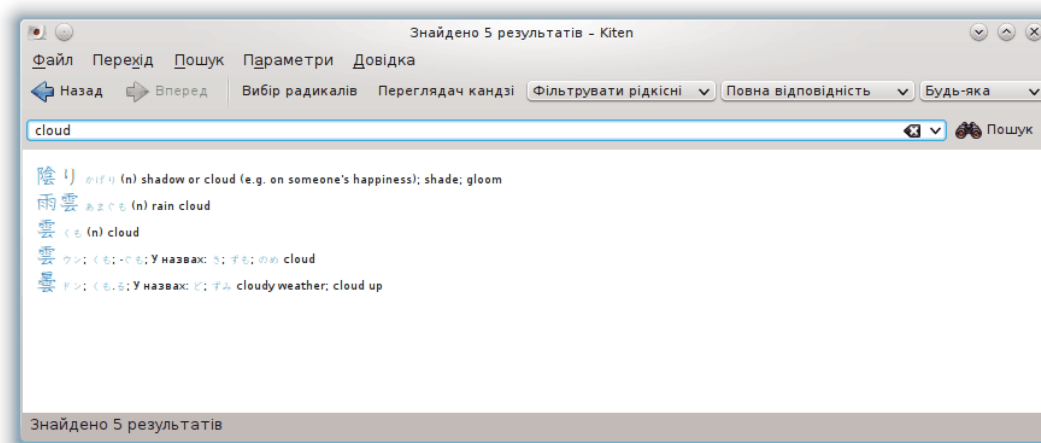 Знайдено 5 результатів – Kiten
Файл Перехід Пошук Параметри Довідка
Назад Вперед Вибір радикалів Переглядач кандзі Фільтрувати рідкісні Повна відповідність Будь-яка
cloud Пошук
陰り かげり (n) shadow or cloud (e.g. on someone's happiness); shade; gloom
雨雲 あまぐも (n) rain cloud
雲 くも (n) cloud
雲 ウン; くも; -ぐも; У назвах: き; ずも; のめ cloud
曇 ドン; くも.る; У назвах: ど; ずみ cloudy weather; cloud up
Знайдено 5 результатів